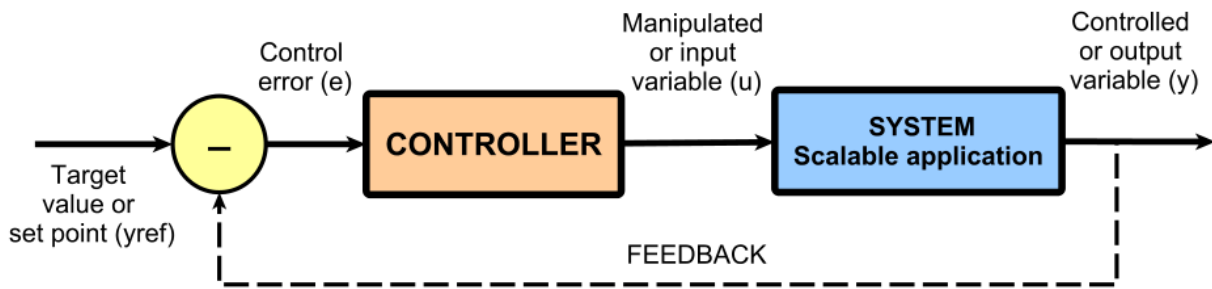 Target
value or
set point (yref)
–
Control
error (e)
CONTROLLER
Manipulated
or input
variable (u)
SYSTEM
Scalable application
Controlled
or output
variable (y)
FEEDBACK